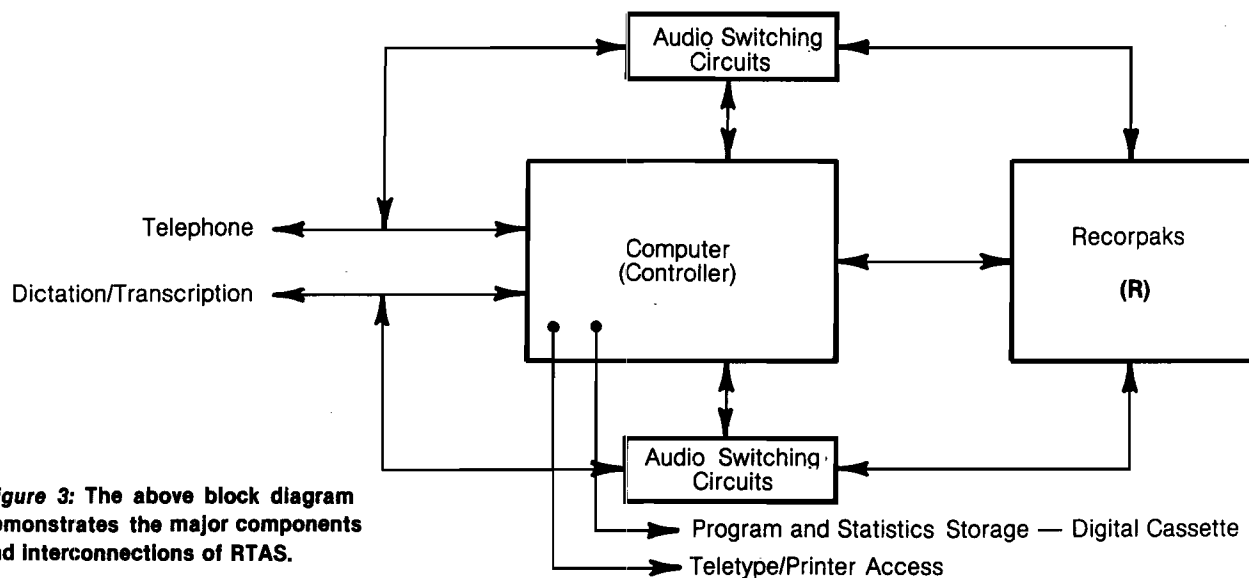 Audio Switching
Circuits
Telephone
Dictation/Transcription
Computer
(Controller)
Recorpaks
(R)
Audio Switching
Circuits
igure 3: The above block diagram
emonstrates the major components
nd interconnections of RTAS.
Program and Statistics Storage — Digital Cassette
Teletype/Printer Access